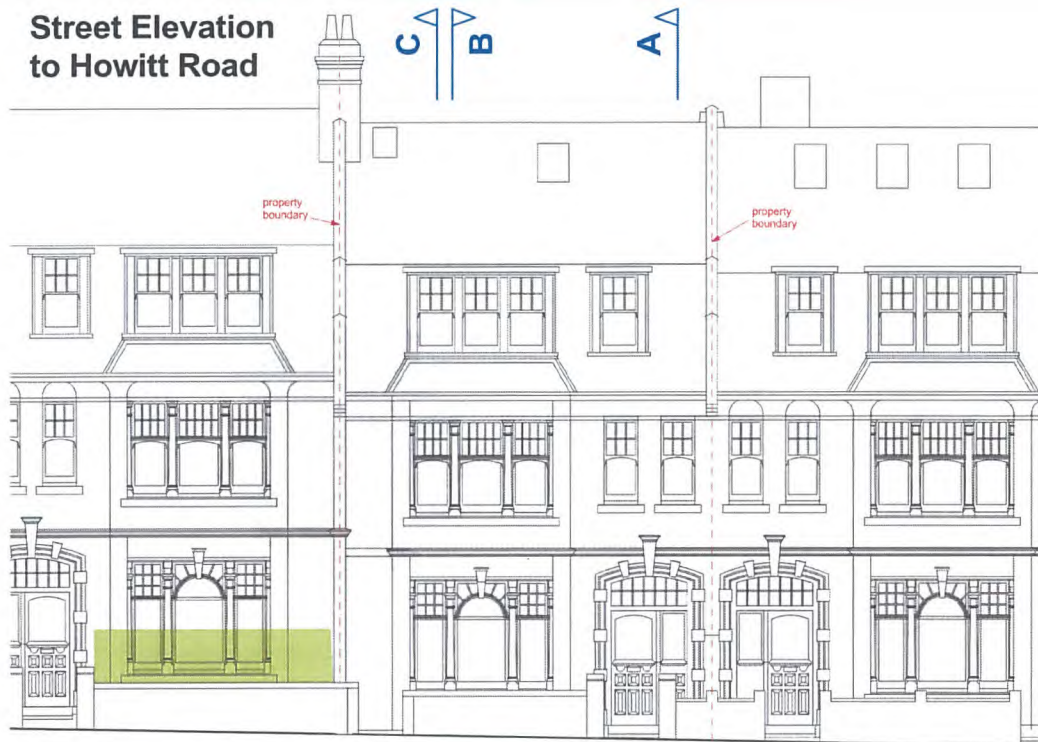 Street Elevation
to Howitt Road
C
B
A
property
boundary
property
boundary